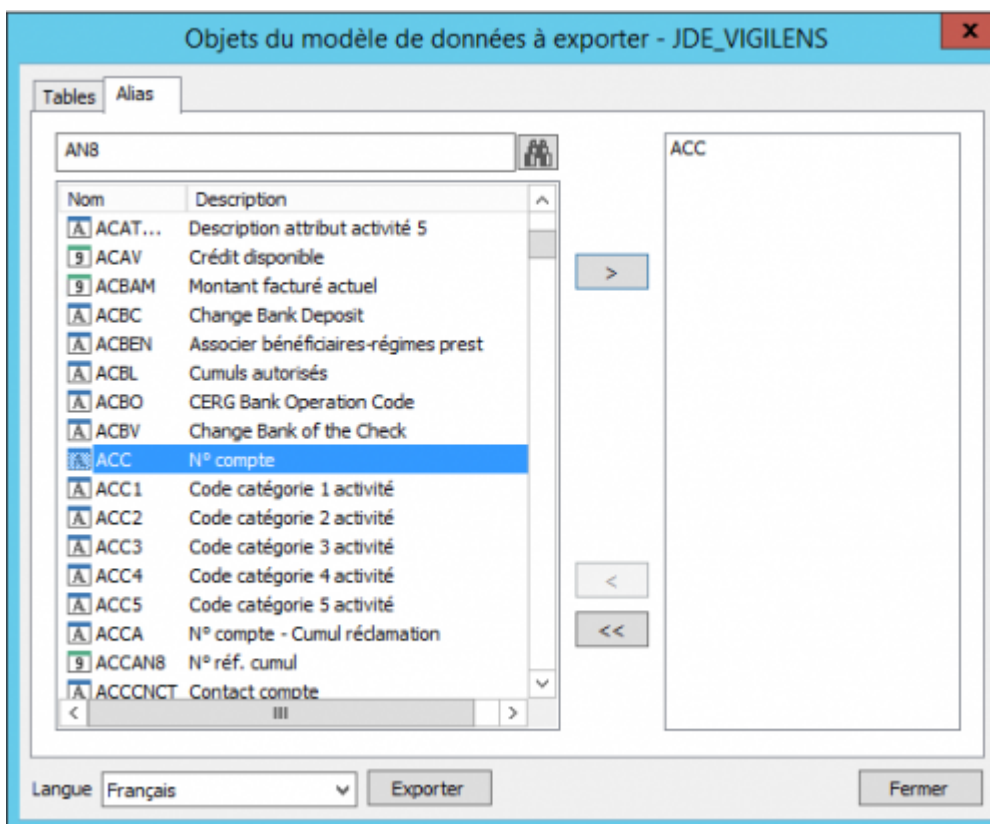 Objets du modèle de données à exporter - JDE_VIGILENS
x
Tables Alias
AN8
ACC
Nom Description
ACAT... Description attribut activité 5
ACAV Crédit disponible
ACBAM Montant facturé actuel
ACBC Change Bank Deposit
ACBEN Associer bénéficiaires-régimes prest
ACBL Cumuls autorisés
ACBO CERG Bank Operation Code
ACBV Change Bank of the Check
ACC N° compte
ACC1 Code catégorie 1 activité
ACC2 Code catégorie 2 activité
ACC3 Code catégorie 3 activité
ACC4 Code catégorie 4 activité
ACC5 Code catégorie 5 activité
ACCA N° compte - Cumul réclamation
ACCAN8 N° réf. cumul
ACCCNCT Contact compte
>
<
<<
Langue Français Exporter Fermer